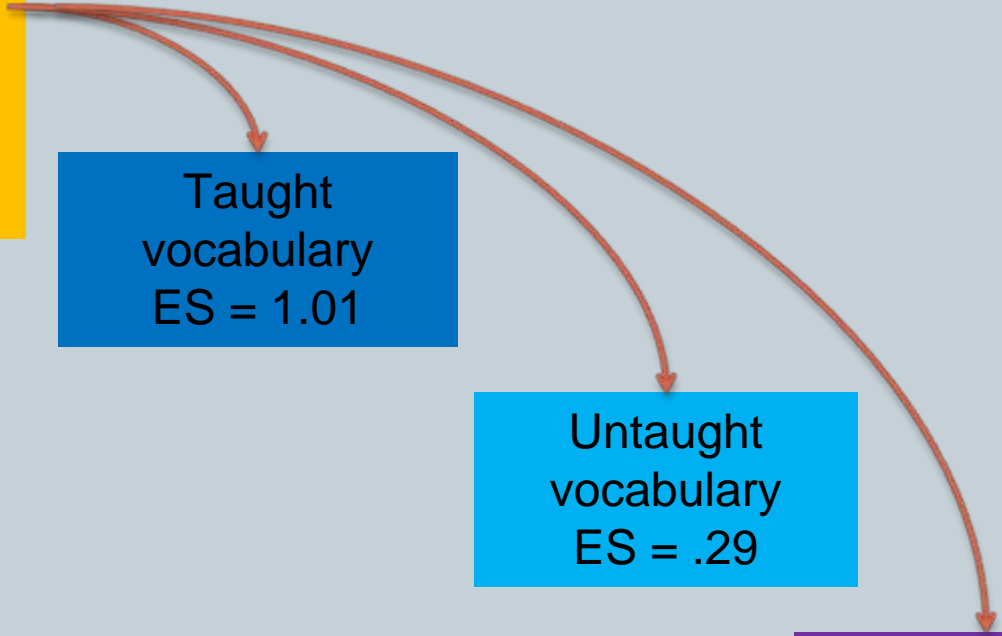 Taught
vocabulary
ES = 1.01
Untaught
vocabulary
ES = .29